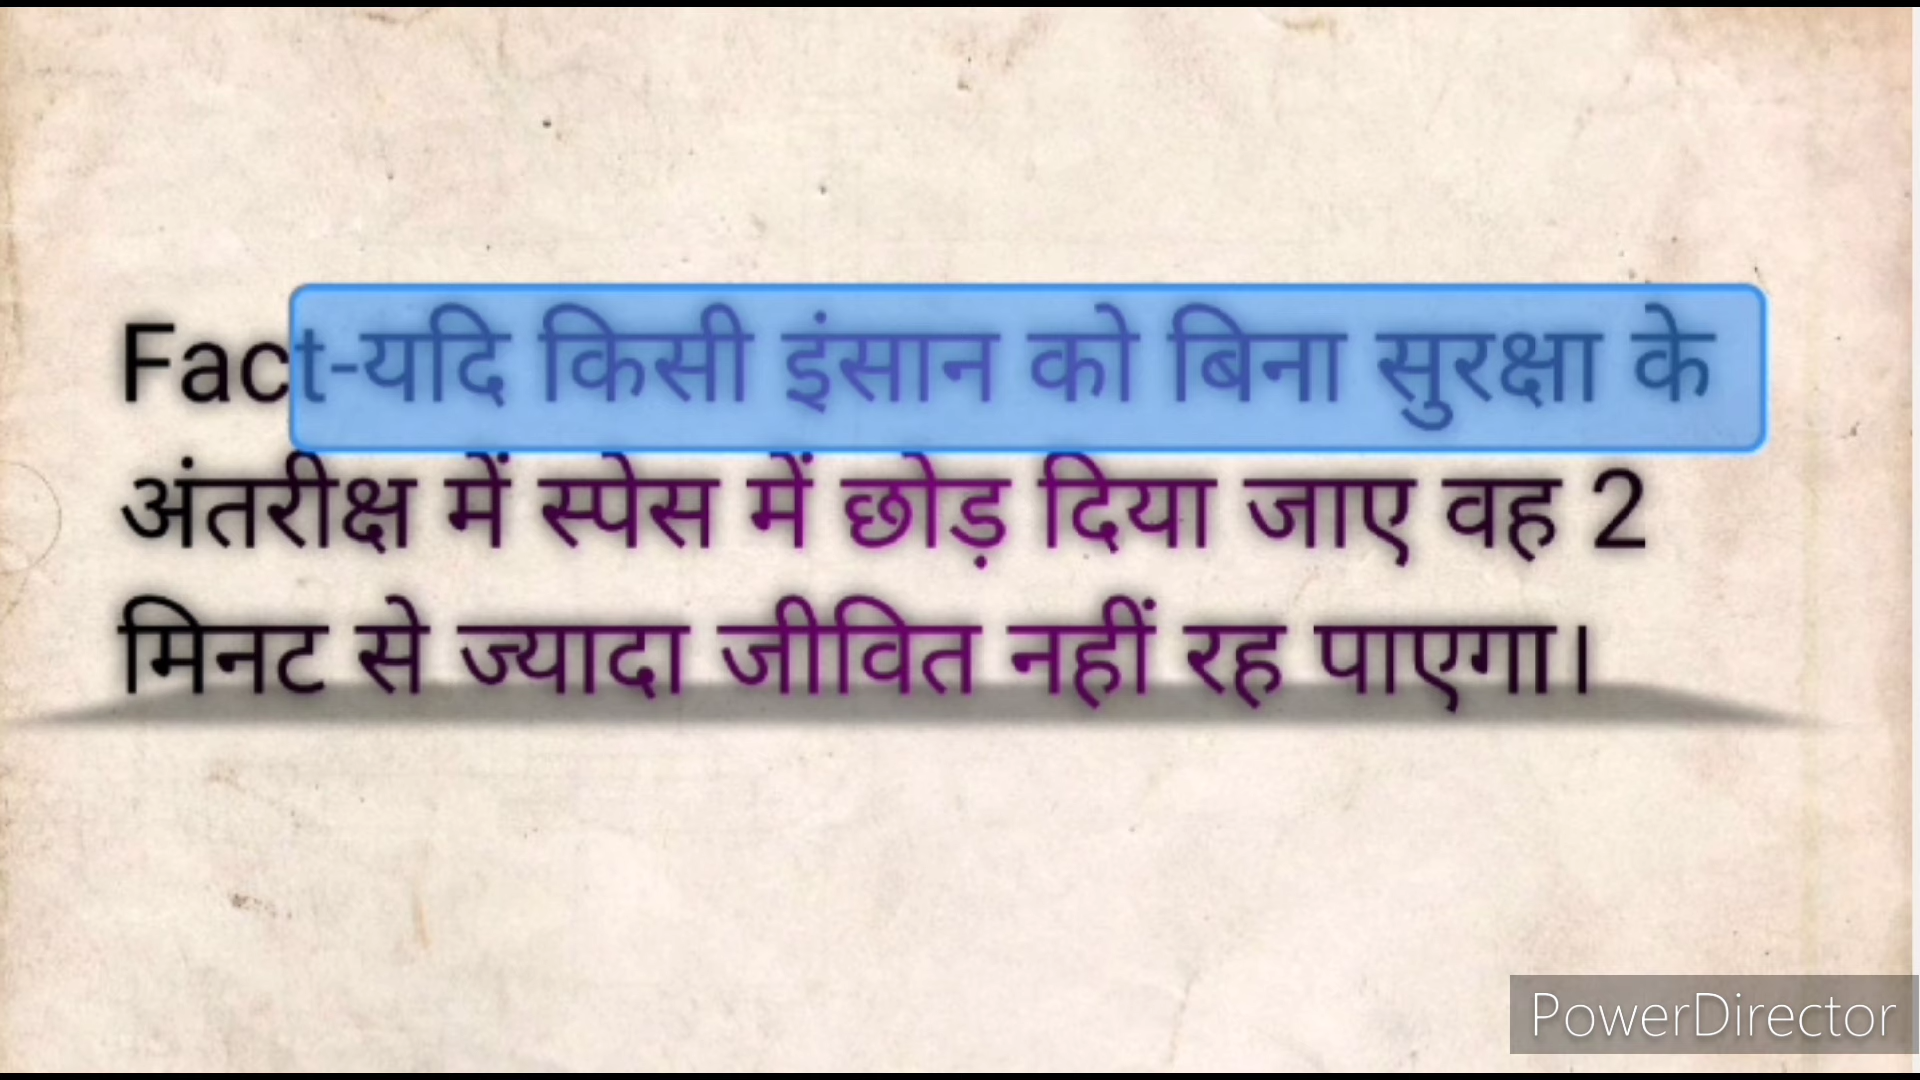 Fact-यदि किसी इंसान को बिना सुरक्षा के
अंतरीक्ष में स्पेस में छोड़ दिया जाए वह 2
मिनट से ज्यादा जीवित नहीं रह पाएगा।
PowerDirector